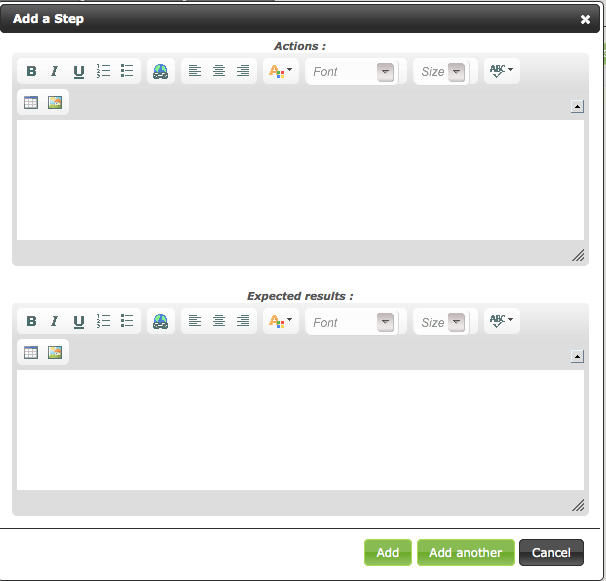 Add a Step
Actions :
B I U Font Size ABC
Expected results :
B I U Font Size ABC
Add Add another Cancel